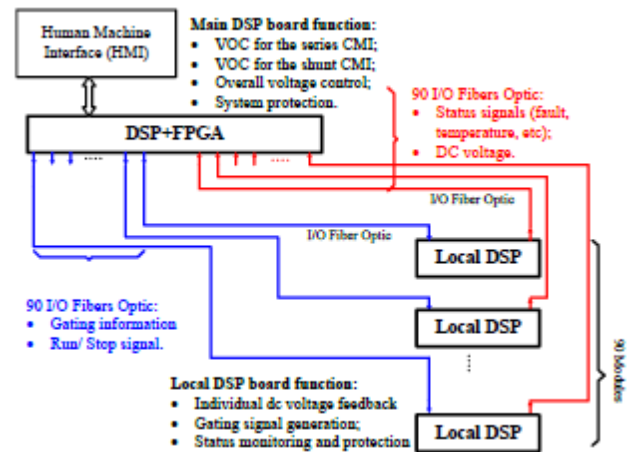 Human Machine
Interface (HMI)
Main DSP board function:
• VOC for the series CMI;
• VOC for the shunt CMI;
• Overall voltage control;
• System protection.
90 I/O Fibers Optic:
• Status signals (fault,
temperature, etc);
• DC voltage.
DSP+FPGA
....
....
I/O Fiber Optic
I/O Fiber Optic
Local DSP
90 I/O Fibers Optic:
• Gating information
• Run/ Stop signal.
Local DSP
....
90 Modules
Local DSP board function:
• Individual dc voltage feedback
• Gating signal generation;
• Status monitoring and protection
Local DSP